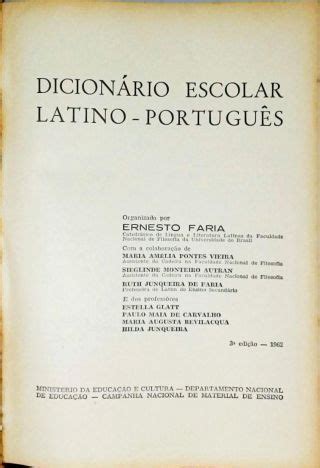 DICIONÁRIO ESCOLAR
LATINO - PORTUGUÊS
Organizado por
ERNESTO FARIA
Catedrático de Língua e Literatura Latina da Faculdade
Nacional de Filosofia da Universidade do Brasil
Com a colaboração de
MARIA AMÉLIA PONTES VIEIRA
Assistente da Cadeira na Faculdade Nacional de Filosofia
SIEGLINDE MONTEIRO AUTRAN
Assistente da Cadeira na Faculdade Nacional de Filosofia
RUTH JUNQUEIRA DE FARIA
Professora de Latim do Ensino Secundário
E dos professôres
ESTELLA GLATT
PAULO MAIA DE CARVALHO
MARIA AUGUSTA BEVILACQUA
HILDA JUNQUEIRA
3ª edição — 1962
MINISTÉRIO DA EDUCAÇÃO E CULTURA — DEPARTAMENTO NACIONAL
DE EDUCAÇÃO — CAMPANHA NACIONAL DE MATERIAL DE ENSINO